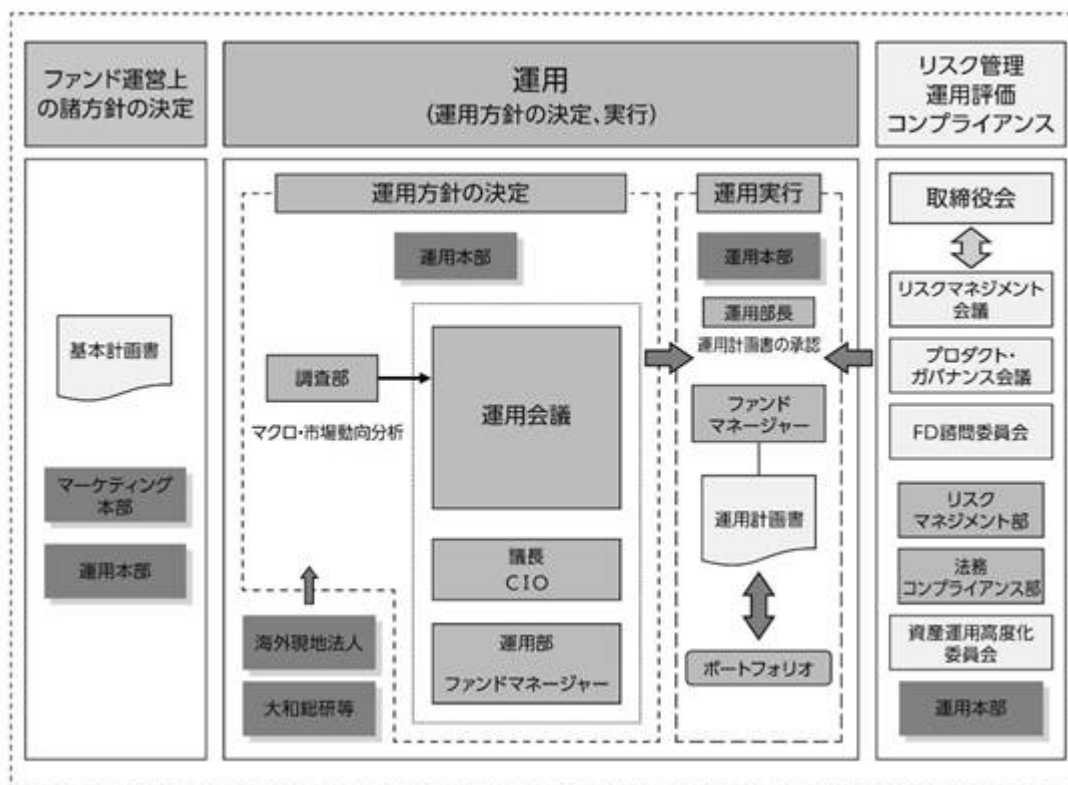 ファンド運営上
の諸方針の決定
運用
(運用方針の決定、実行)
リスク管理
運用評価
コンプライアンス
基本計画書
マーケティング
本部
運用本部
運用方針の決定
運用本部
調査部
マクロ・市場動向分析
運用会議
議長
CIO
運用部
ファンドマネージャー
海外現地法人
大和総研等
運用実行
運用本部
運用部長
運用計画書の承認
ファンド
マネージャー
運用計画書
ポートフォリオ
取締役会
リスクマネジメント
会議
プロダクト・
ガバナンス会議
FD諮問委員会
リスク
マネジメント部
法務
コンプライアンス部
資産運用高度化
委員会
運用本部